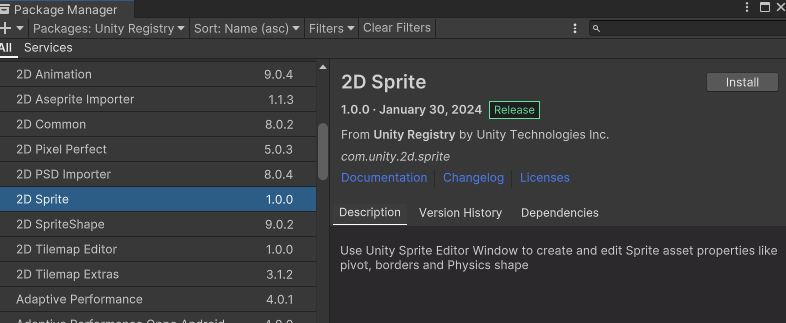 Package Manager
Packages: Unity Registry Sort: Name (asc) Filters Clear Filters
All Services
2D Animation 9.0.4
2D Aseprite Importer 1.1.3
2D Common 8.0.2
2D Pixel Perfect 5.0.3
2D PSD Importer 8.0.4
2D Sprite 1.0.0
2D SpriteShape 9.0.2
2D Tilemap Editor 1.0.0
2D Tilemap Extras 3.1.2
Adaptive Performance 4.0.1
2D Sprite Install
1.0.0 · January 30, 2024 Release
From Unity Registry by Unity Technologies Inc.
com.unity.2d.sprite
Documentation Changelog Licenses
Description Version History Dependencies
Use Unity Sprite Editor Window to create and edit Sprite asset properties like
pivot, borders and Physics shape